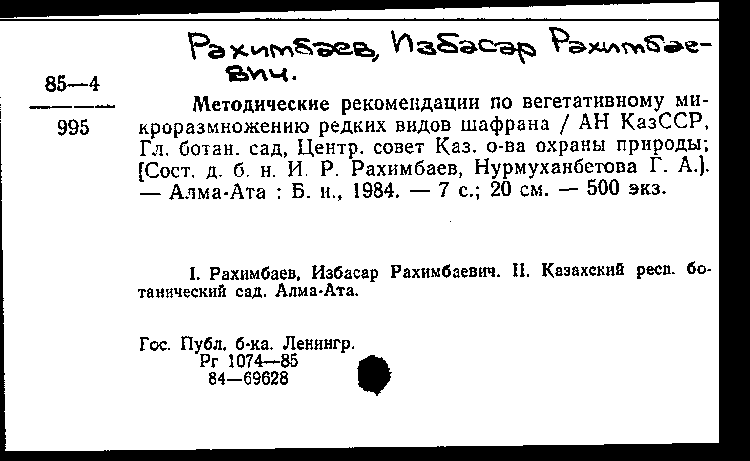 Рахимбаев, Избасар Рахимбае-
вич.
85—4
995
Методические рекомендации по вегетативному ми-
кроразмножению редких видов шафрана / АН КазССР,
Гл. ботан. сад, Центр. совет Каз. о-ва охраны природы;
[Сост. д. б. н. И. Р. Рахимбаев, Нурмуханбетова Г. А.].
— Алма-Ата : Б. и., 1984. — 7 с.; 20 см. — 500 экз.
I. Рахимбаев, Избасар Рахимбаевич. II. Казахский респ. бо-
танический сад. Алма-Ата.
Гос. Публ. б-ка. Ленингр.
Рг 1074—85
84—69628